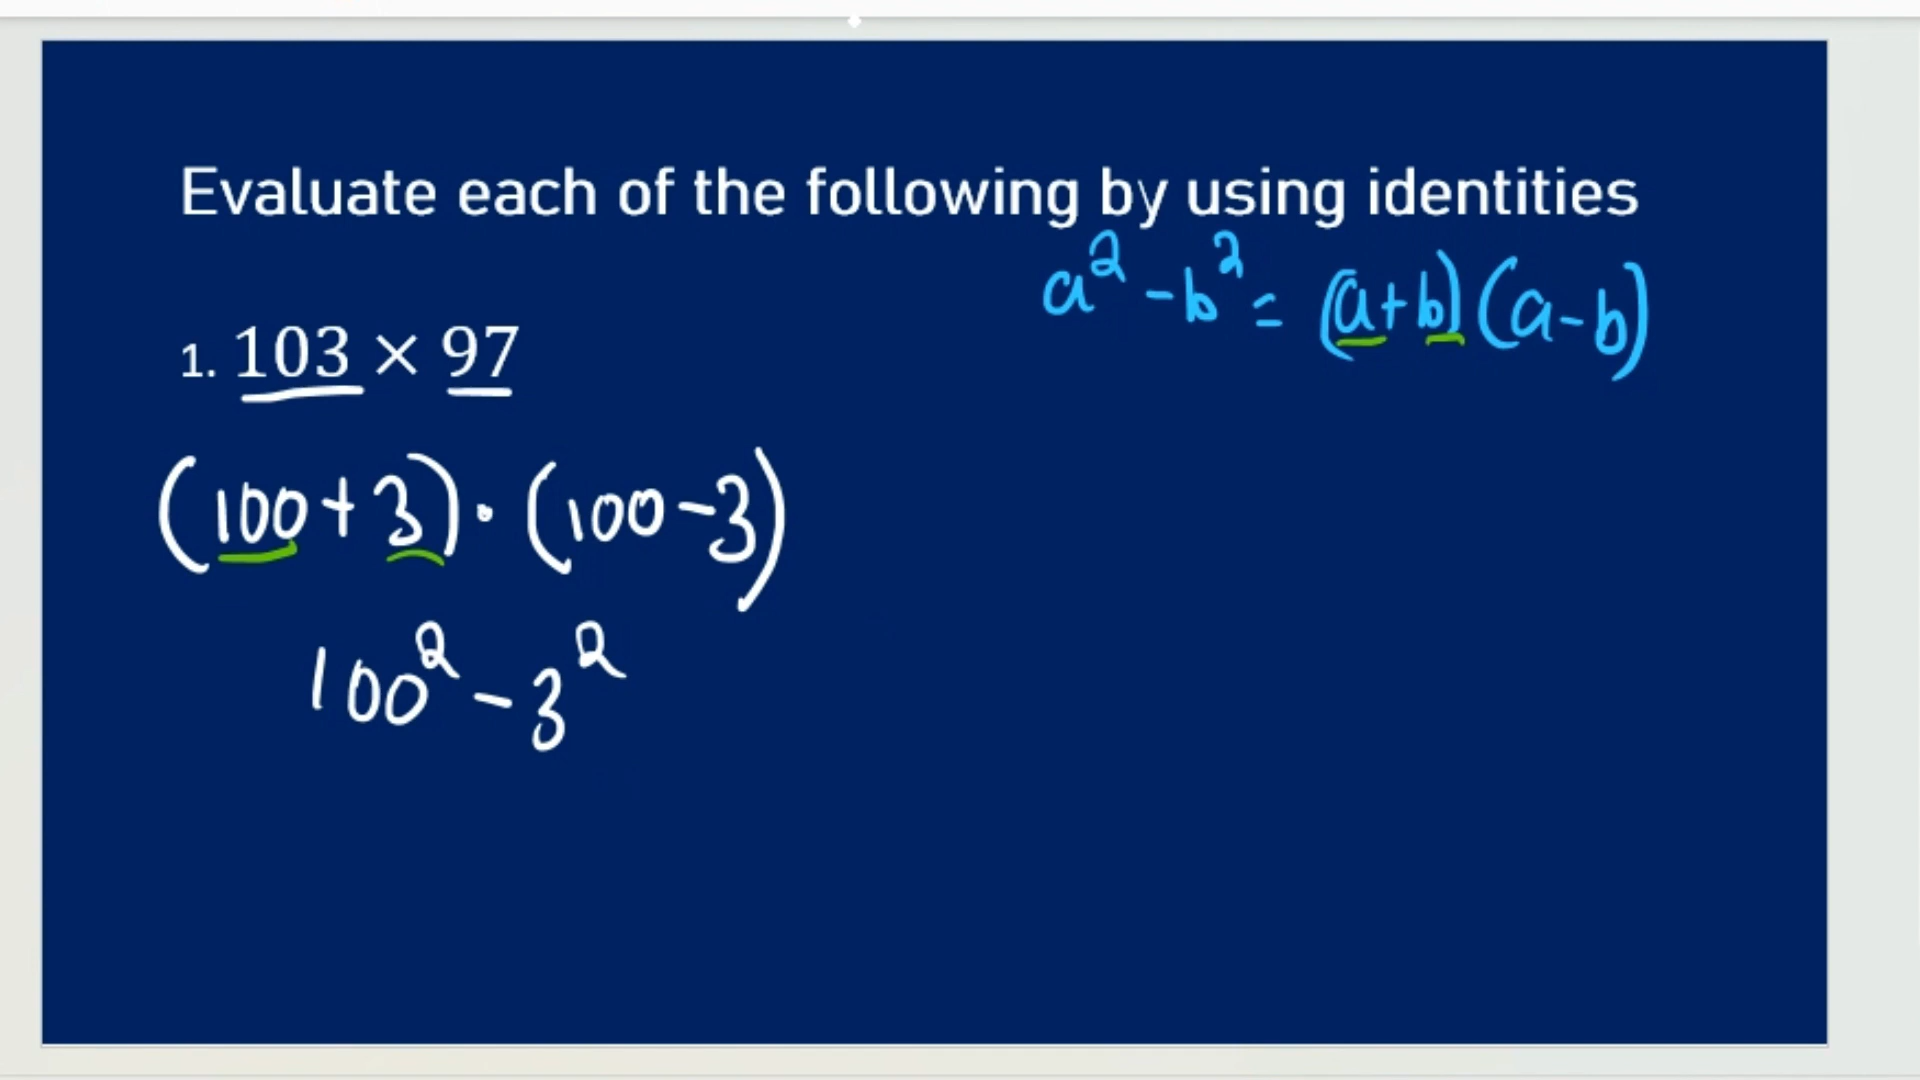 Evaluate each of the following by using identities
a² - b² = (a+b)(a-b)
1. 103 × 97
(100+3)·(100-3)
100² - 3²